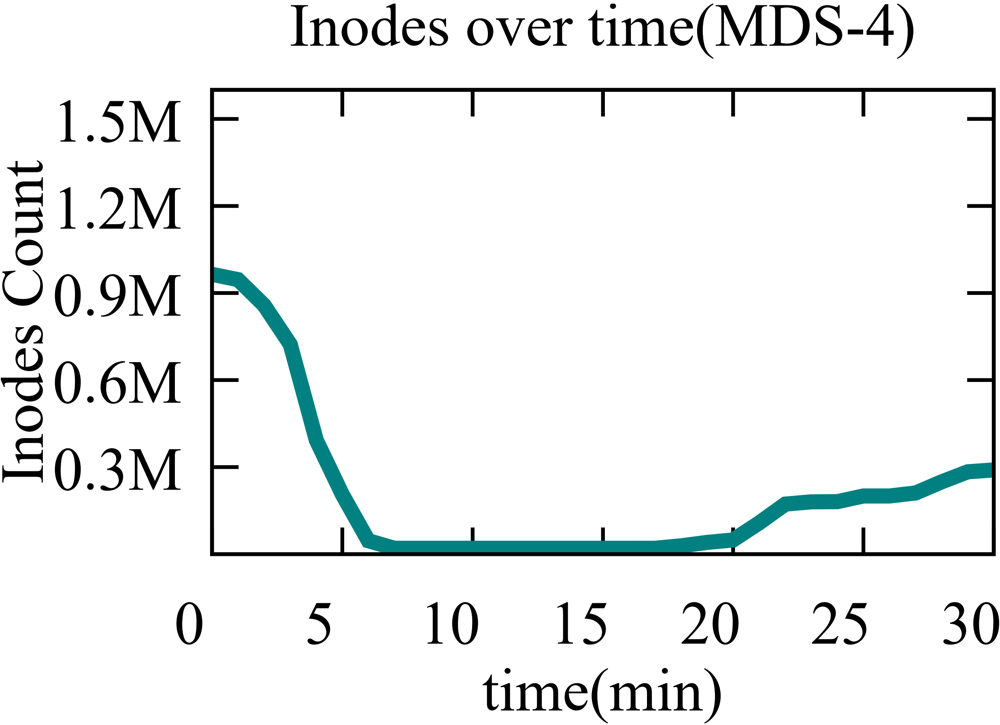 Inodes over time(MDS-4)
Inodes Count
1.5M
1.2M
0.9M
0.6M
0.3M
0 5 10 15 20 25 30
time(min)